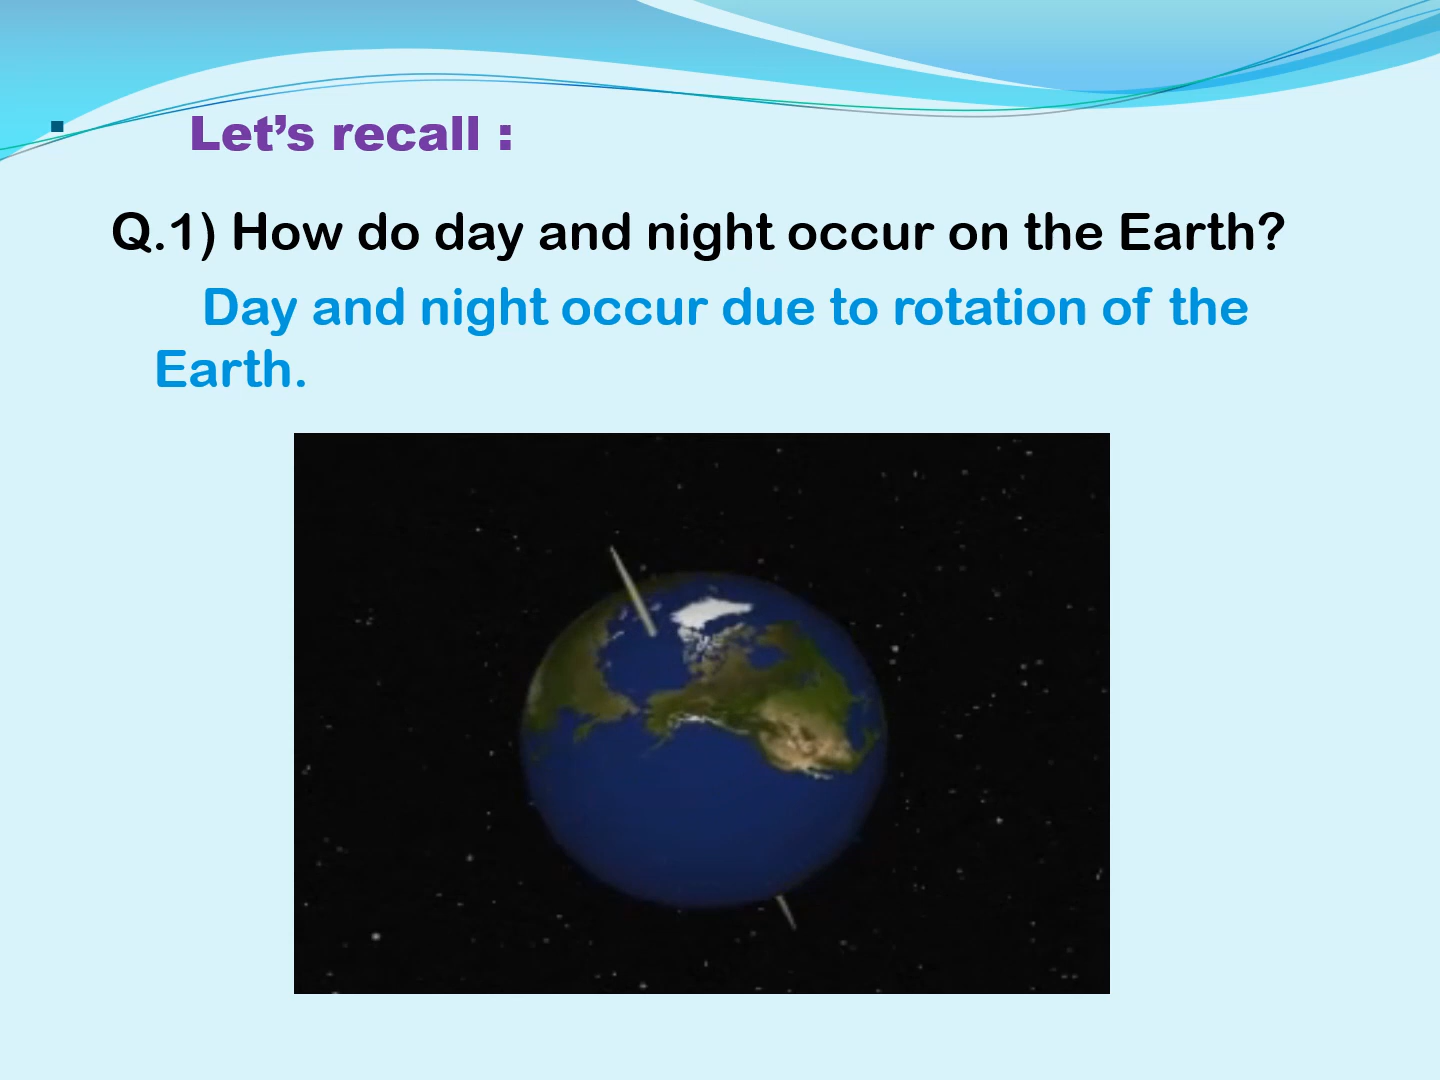 Let’s recall :
Q.1) How do day and night occur on the Earth?
Day and night occur due to rotation of the
Earth.